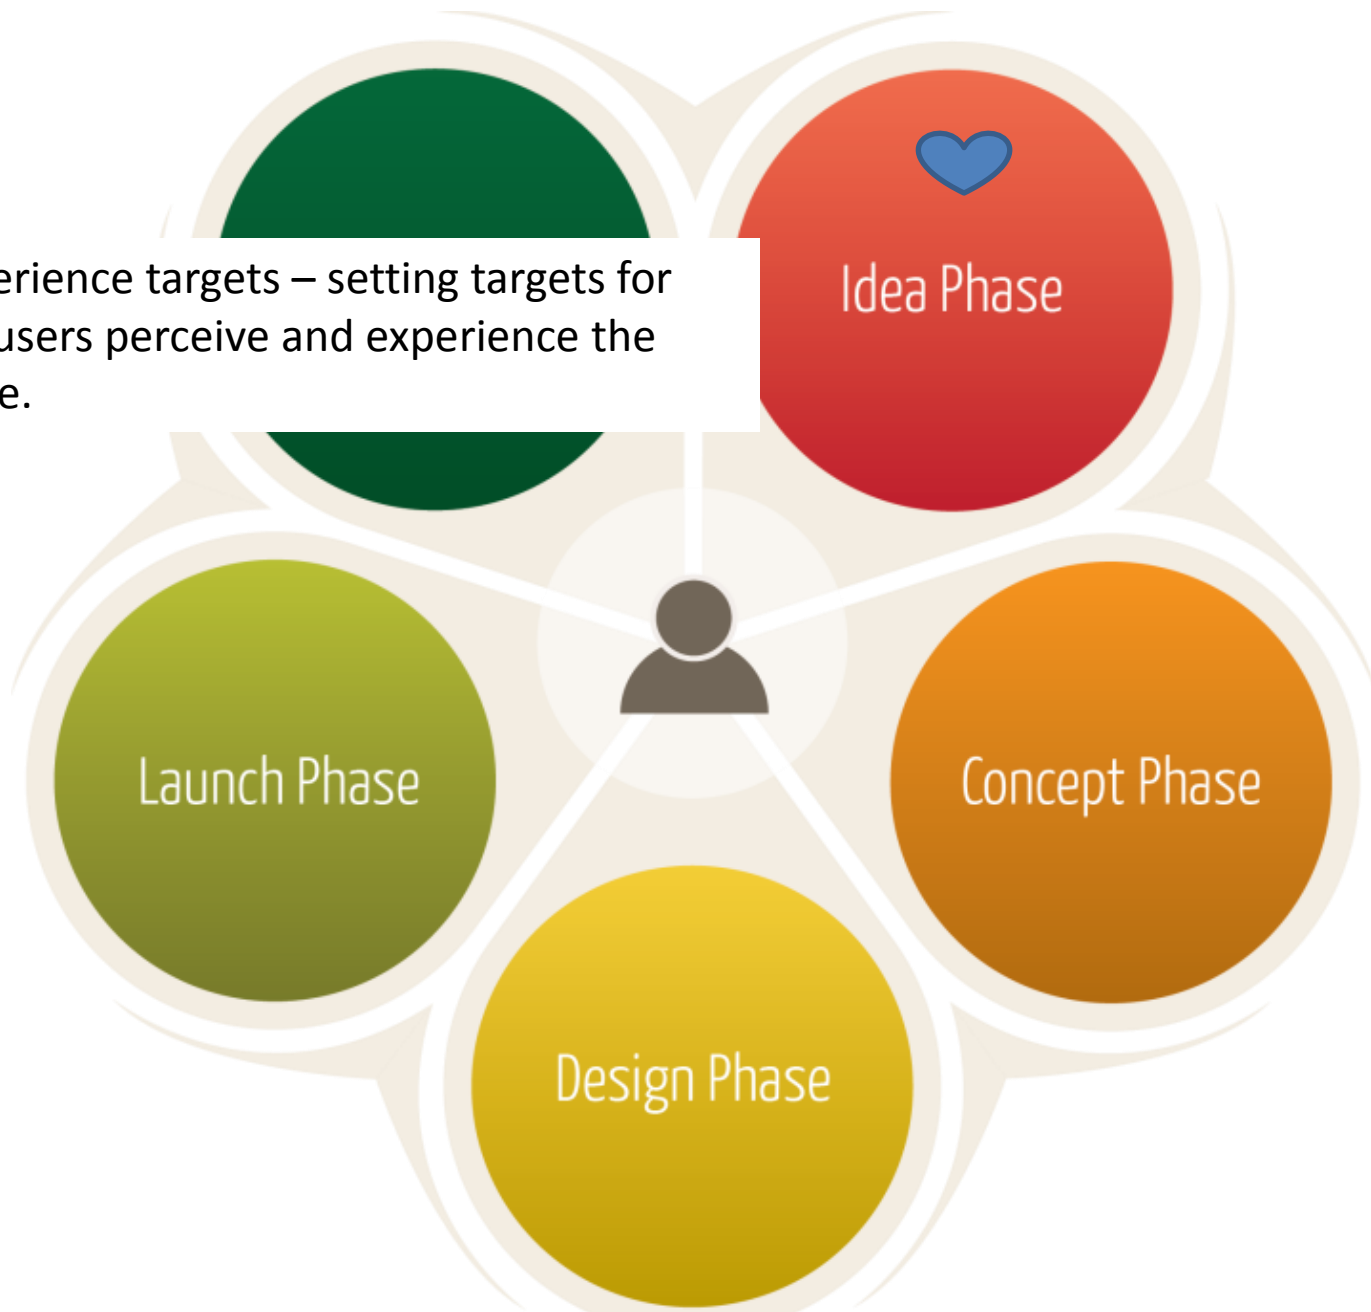 erience targets – setting targets for
users perceive and experience the
e.
Idea Phase
Launch Phase
Concept Phase
Design Phase